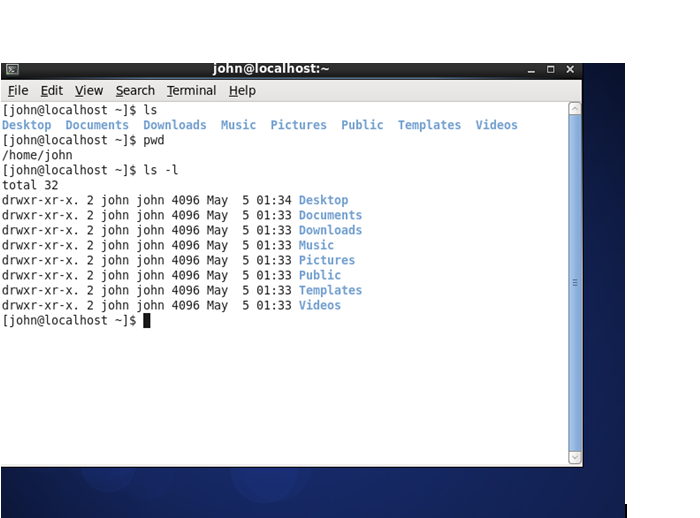 john@localhost:~
File Edit View Search Terminal Help
[john@localhost ~]$ ls
Desktop  Documents  Downloads  Music  Pictures  Public  Templates  Videos
[john@localhost ~]$ pwd
/home/john
[john@localhost ~]$ ls -l
total 32
drwxr-xr-x. 2 john john 4096 May  5 01:34 Desktop
drwxr-xr-x. 2 john john 4096 May  5 01:33 Documents
drwxr-xr-x. 2 john john 4096 May  5 01:33 Downloads
drwxr-xr-x. 2 john john 4096 May  5 01:33 Music
drwxr-xr-x. 2 john john 4096 May  5 01:33 Pictures
drwxr-xr-x. 2 john john 4096 May  5 01:33 Public
drwxr-xr-x. 2 john john 4096 May  5 01:33 Templates
drwxr-xr-x. 2 john john 4096 May  5 01:33 Videos
[john@localhost ~]$